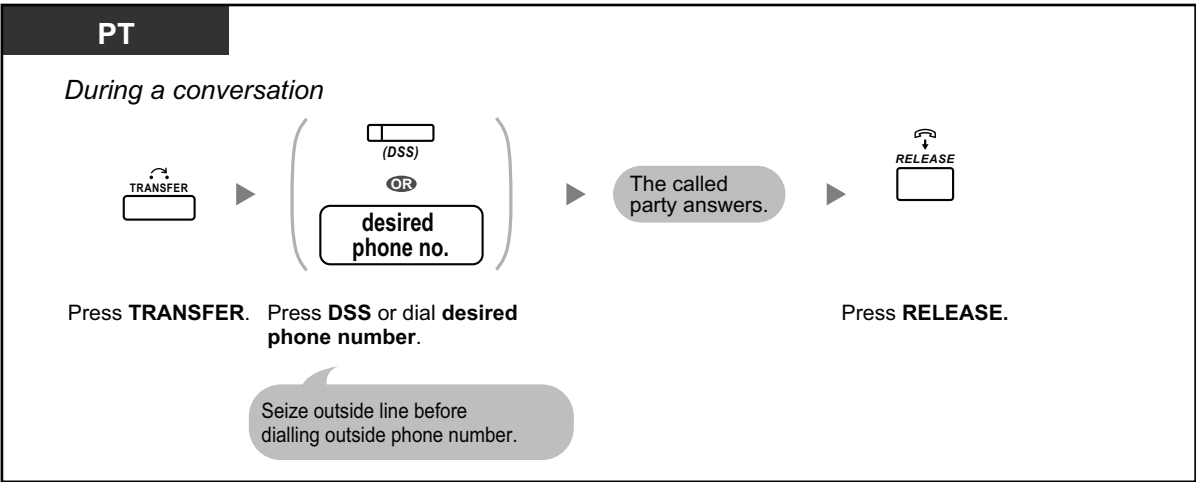 PT
During a conversation
TRANSFER
(DSS)
OR
desired
phone no.
The called
party answers.
RELEASE
Press TRANSFER.
Press DSS or dial desired
phone number.
Press RELEASE.
Seize outside line before
dialling outside phone number.